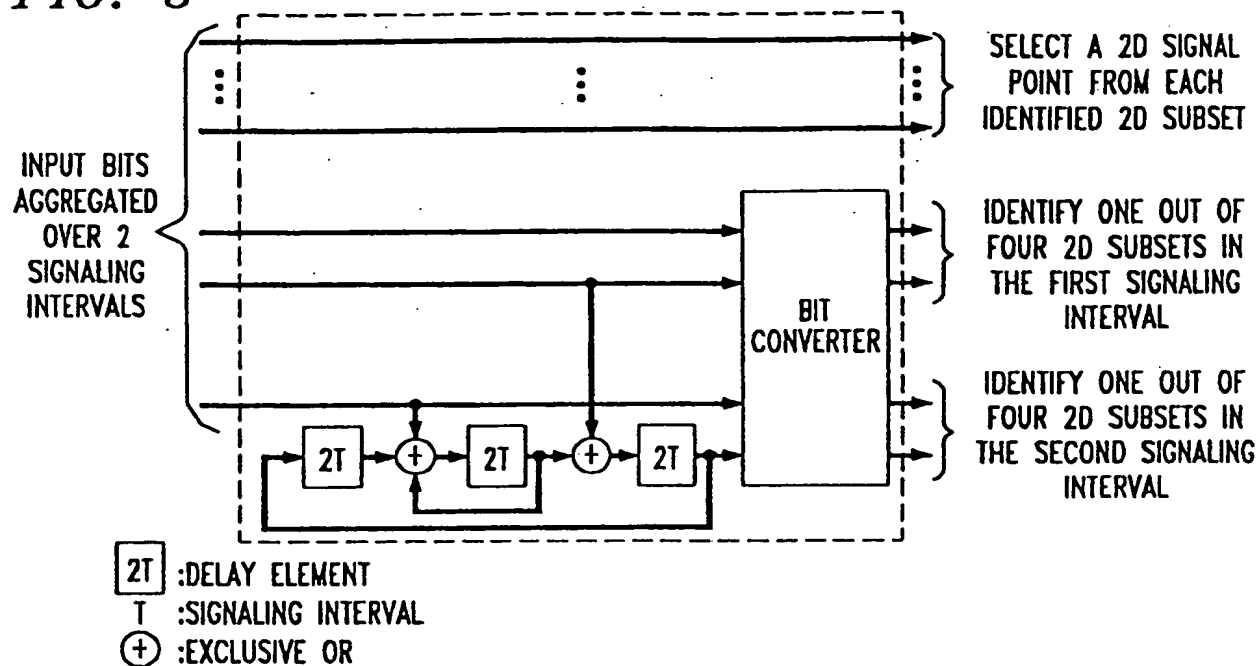 FIG. 8
SELECT A 2D SIGNAL
POINT FROM EACH
IDENTIFIED 2D SUBSET
INPUT BITS
AGGREGATED
OVER 2
SIGNALING
INTERVALS
IDENTIFY ONE OUT OF
FOUR 2D SUBSETS IN
THE FIRST SIGNALING
INTERVAL
BIT
CONVERTER
IDENTIFY ONE OUT OF
FOUR 2D SUBSETS IN
THE SECOND SIGNALING
INTERVAL
2T + 2T + 2T
2T :DELAY ELEMENT
T :SIGNALING INTERVAL
+ :EXCLUSIVE OR